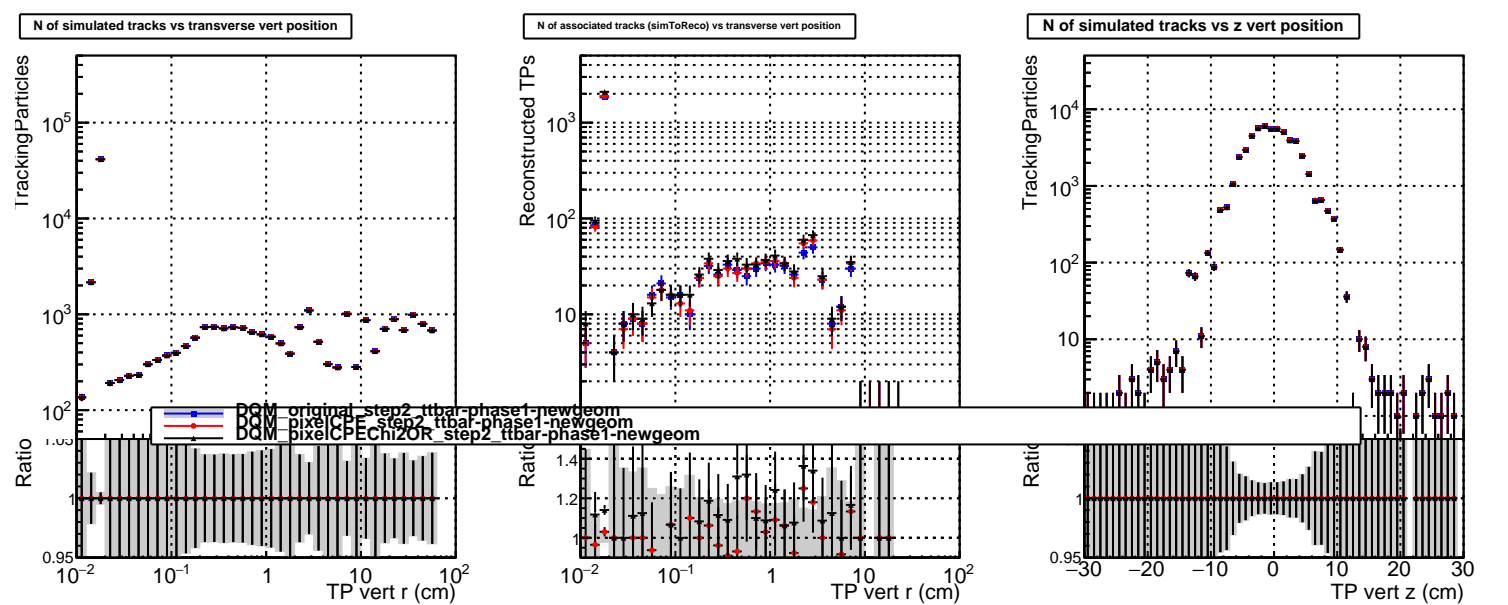 N of simulated tracks vs transverse vert position
N of associated tracks (simToReco) vs transverse vert position
N of simulated tracks vs z vert position
TrackingParticles
10^5
10^4
10^3
10^2
Reconstructed TPs
10^3
10^2
10
TrackingParticles
10^4
10^3
10^2
10
DQM_original_step2_ttbar-phase1-newgeom
DQM_pixelCPE_step2_ttbar-phase1-newgeom
DQM_pixelCPEChi2OR_step2_ttbar-phase1-newgeom
Ratio
1.05
1
0.95
10^−2 10^−1 1 10 10^2
TP vert r (cm)
1.4
1.2
1
10^−2 10^−1 1 10 10^2
TP vert r (cm)
1
0.95
−30 −20 −10 0 10 20 30
TP vert z (cm)